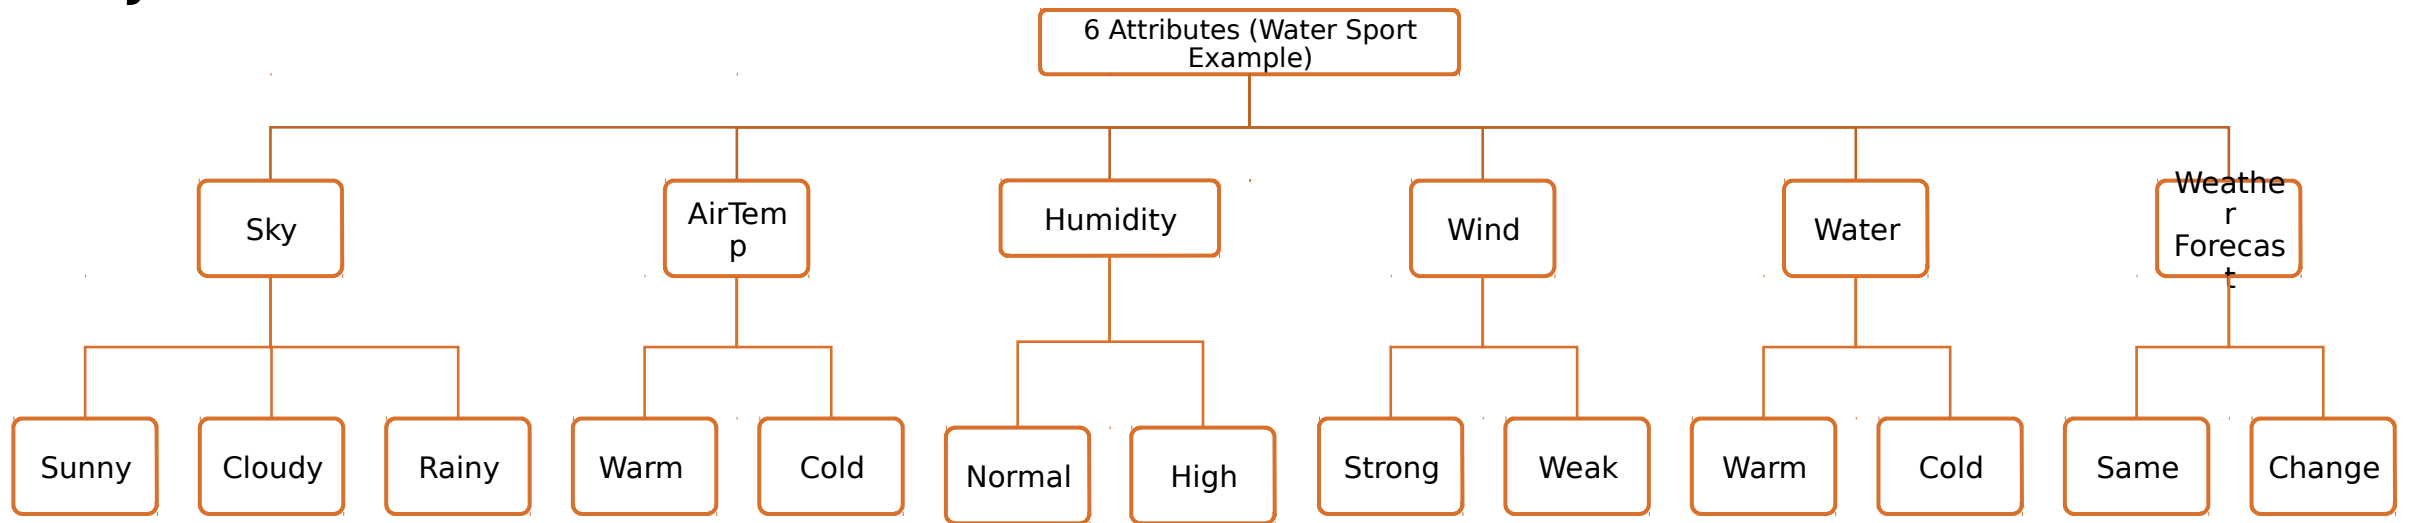 6 Attributes (Water Sport
Example)
Sky
AirTem
p
Humidity
Wind
Water
Weathe
r
Forecas
t
Sunny
Cloudy
Rainy
Warm
Cold
Normal
High
Strong
Weak
Warm
Cold
Same
Change